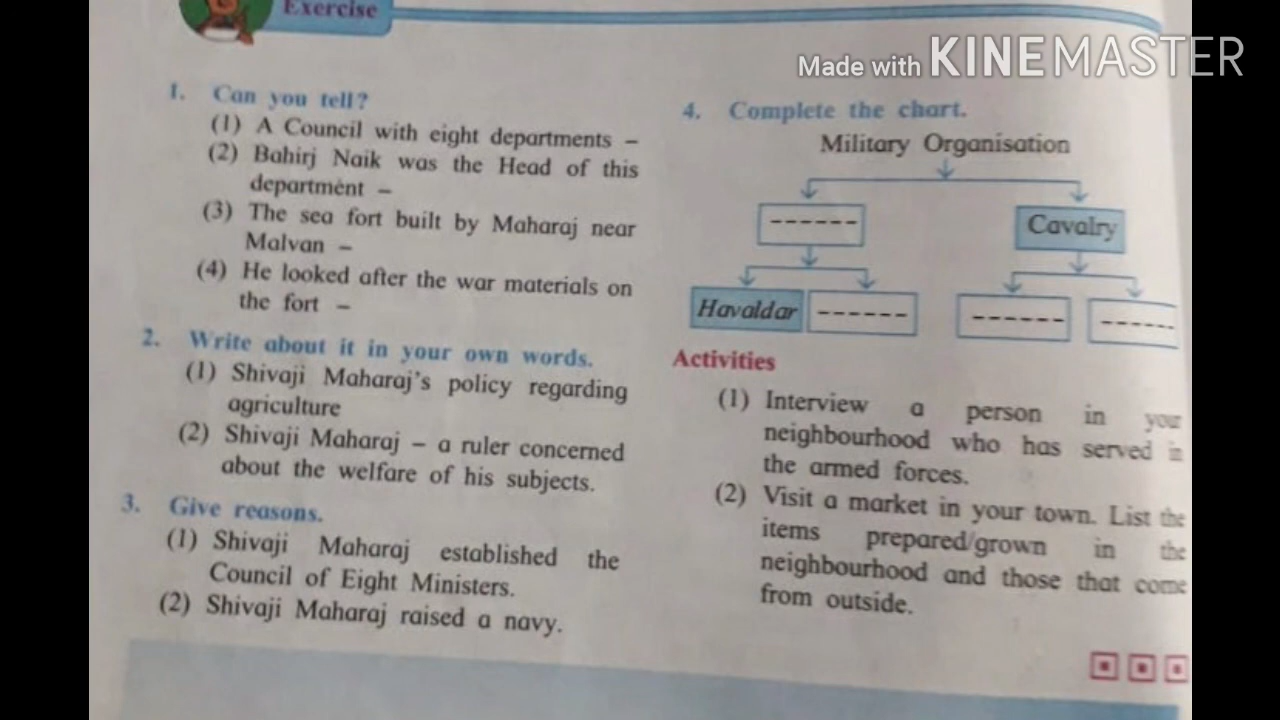 Exercise
Made with KINEMASTER
1. Can you tell?
(1) A Council with eight departments –
(2) Bahirj Naik was the Head of this
department –
(3) The sea fort built by Maharaj near
Malvan –
(4) He looked after the war materials on
the fort –
2. Write about it in your own words.
(1) Shivaji Maharaj's policy regarding
agriculture
(2) Shivaji Maharaj – a ruler concerned
about the welfare of his subjects.
3. Give reasons.
(1) Shivaji Maharaj established the
Council of Eight Ministers.
(2) Shivaji Maharaj raised a navy.
4. Complete the chart.
Military Organisation
------ Cavalry
Havaldar ------ ------ ------
Activities
(1) Interview a person in your
neighbourhood who has served in
the armed forces.
(2) Visit a market in your town. List the
items prepared/grown in the
neighbourhood and those that come
from outside.